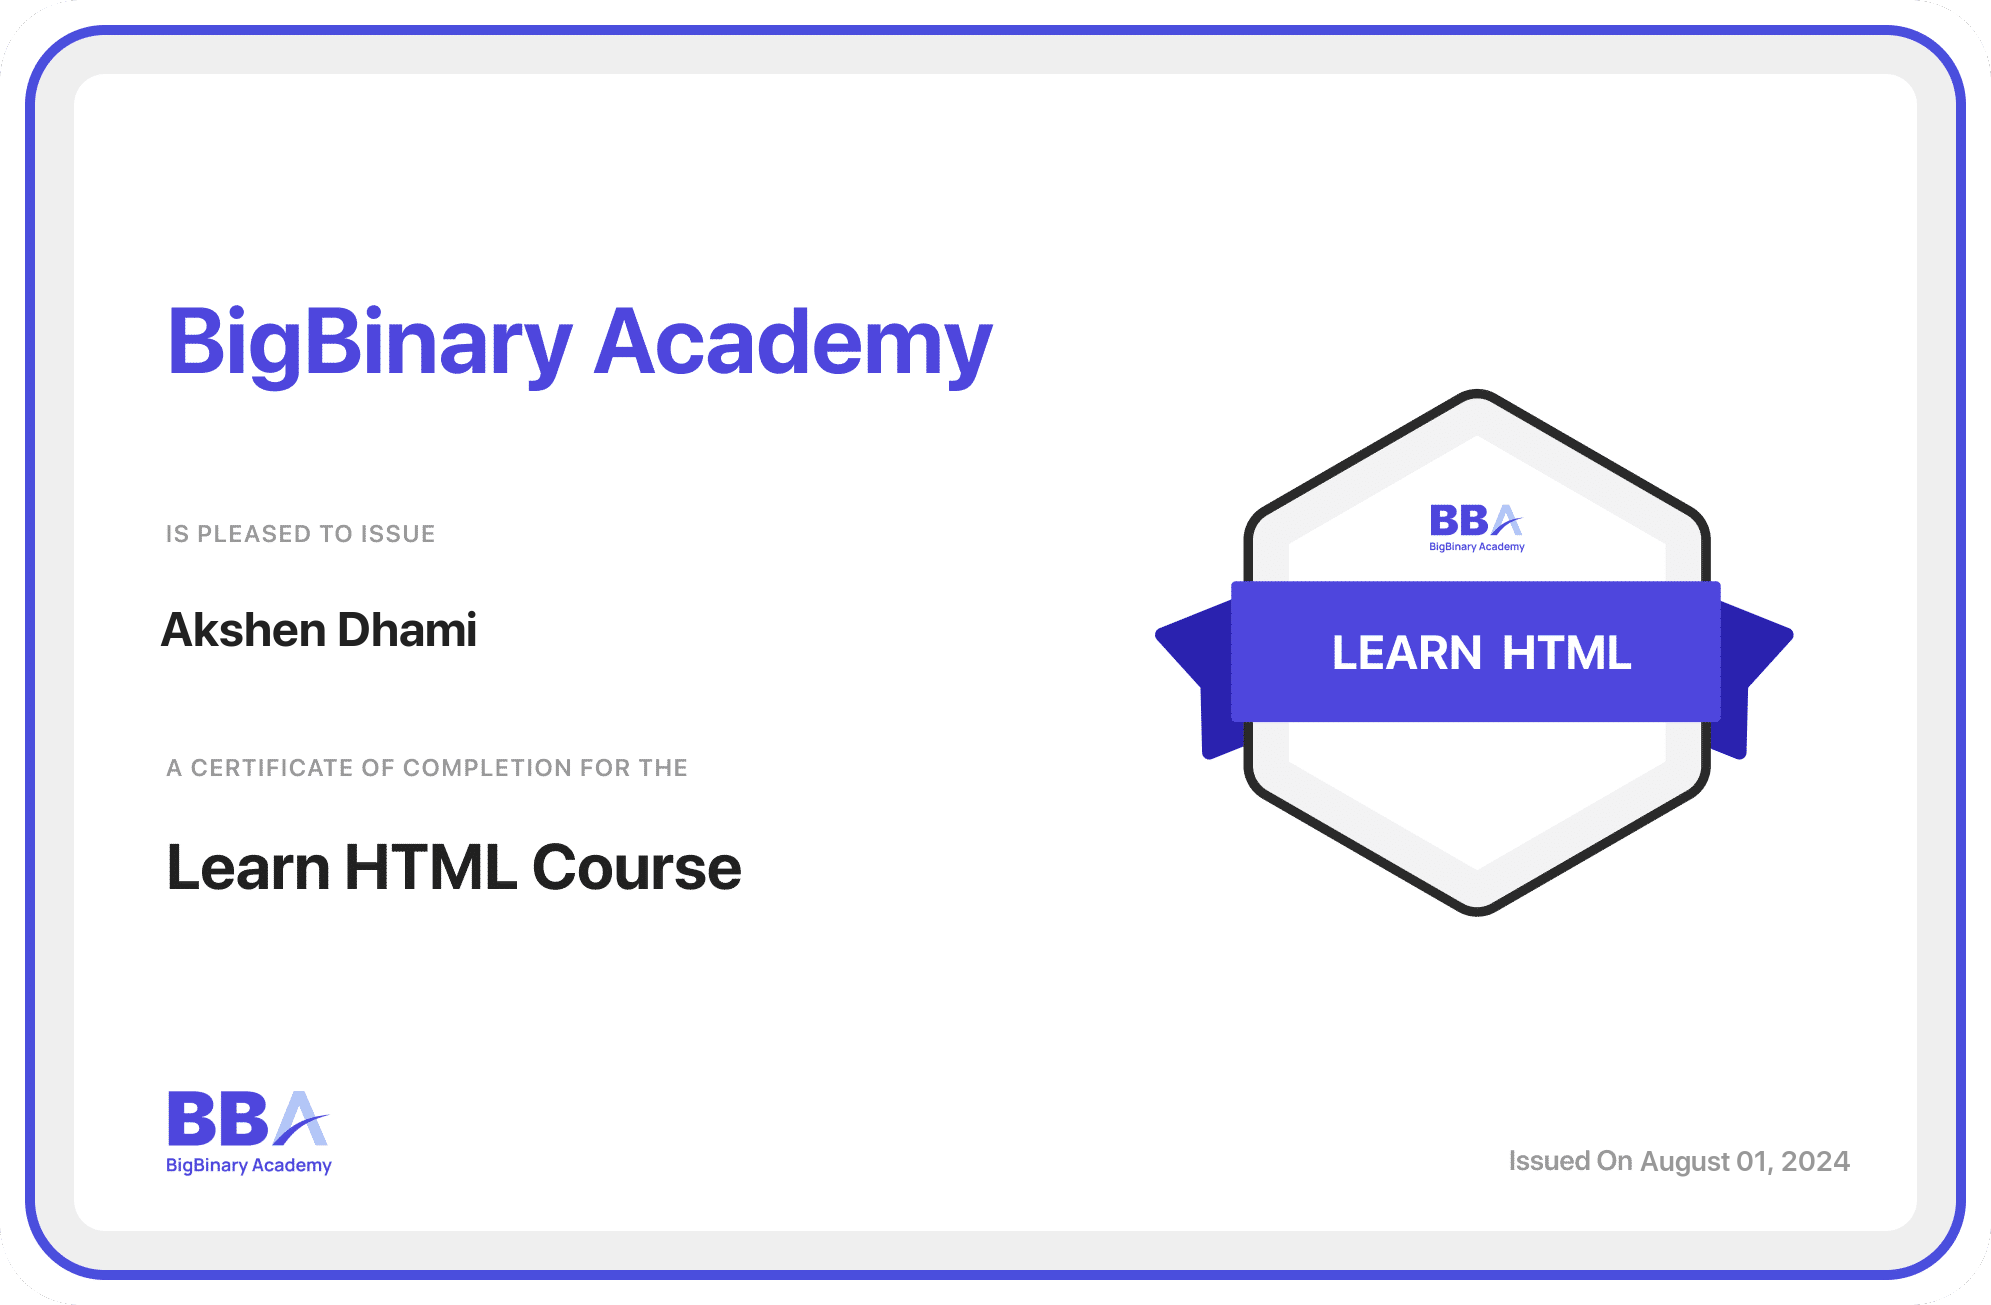 BigBinary Academy
IS PLEASED TO ISSUE
Akshen Dhami
A CERTIFICATE OF COMPLETION FOR THE
Learn HTML Course
BBA
BigBinary Academy
LEARN HTML
BBA
BigBinary Academy
Issued On August 01, 2024